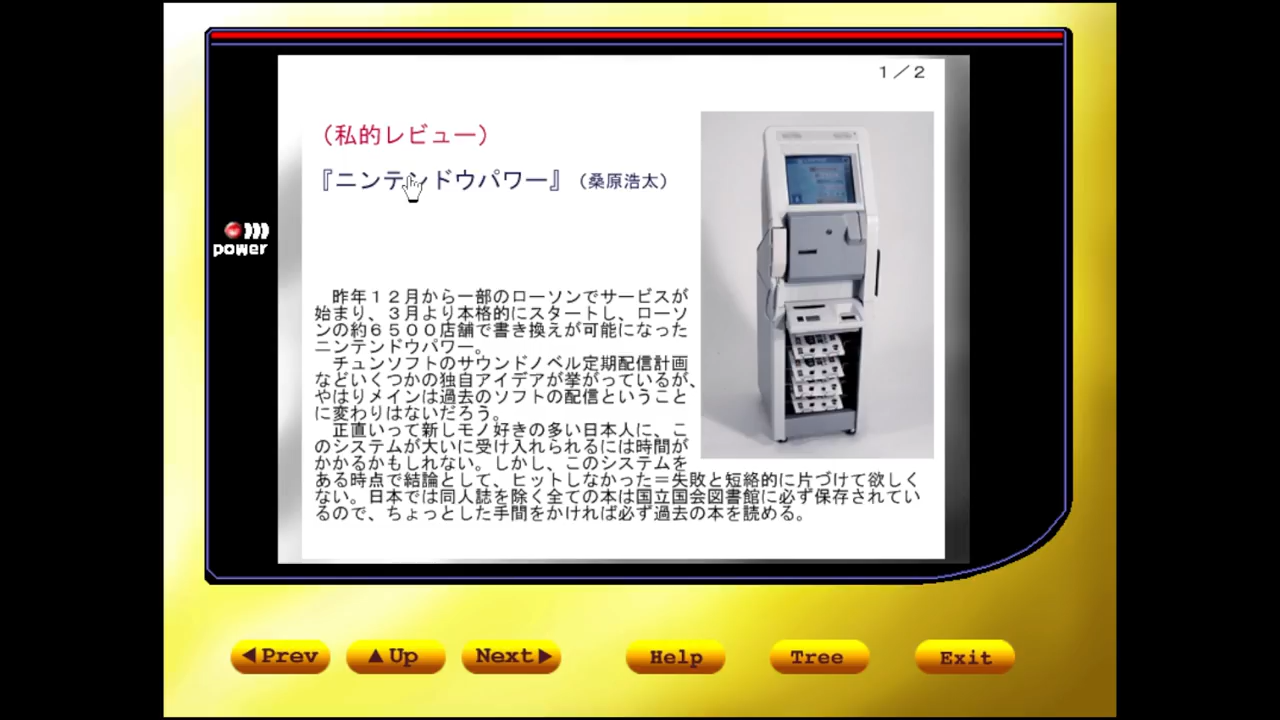 1／2
（私的レビュー）
『ニンテンドウパワー』（桑原浩太）
power
昨年１２月から一部のローソンでサービスが
始まり、３月より本格的にスタートし、ローソ
ンの約６５００店舗で書き換えが可能になった
ニンテンドウパワー。
チュンソフトのサウンドノベル定期配信計画
などいくつかの独自アイデアが挙がっているが、
やはりメインは過去のソフトの配信ということ
に変わりはないだろう。
正直いって新しモノ好きの多い日本人に、こ
のシステムが大いに受け入れられるには時間が
かかるかもしれない。しかし、このシステムを
ある時点で結論として、ヒットしなかった＝失敗と短絡的に片づけて欲しく
ない。日本では同人誌を除く全ての本は国立国会図書館に必ず保存されてい
るので、ちょっとした手間をかければ必ず過去の本を読める。
◀Prev
▲Up
Next▶
Help
Tree
Exit